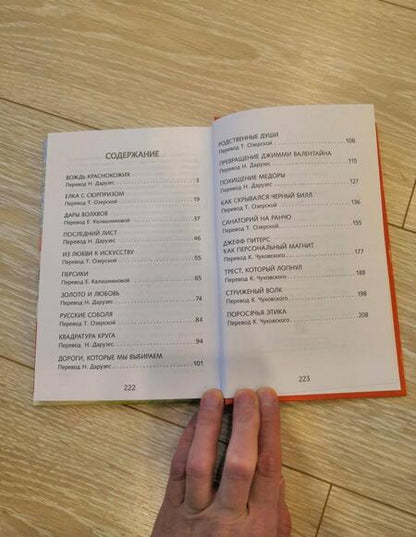 СОДЕРЖАНИЕ
ВОЖДЬ КРАСНОКОЖИХ
Перевод Н. Дарузес 3
ЕЛКА С СЮРПРИЗОМ
Перевод Т. Озерской 19
ДАРЫ ВОЛХВОВ
Перевод Е. Калашниковой 37
ПОСЛЕДНИЙ ЛИСТ
Перевод Н. Дарузес 46
ИЗ ЛЮБВИ К ИСКУССТВУ
Перевод Т. Озерской 55
ПЕРСИКИ
Перевод Е. Калашниковой 65
ЗОЛОТО И ЛЮБОВЬ
Перевод Н. Дарузес 74
РУССКИЕ СОБОЛЯ
Перевод Т. Озерской 84
КВАДРАТУРА КРУГА
Перевод Н. Дарузес 94
ДОРОГИ, КОТОРЫЕ МЫ ВЫБИРАЕМ
Перевод Н. Дарузес 101
222
РОДСТВЕННЫЕ ДУШИ
Перевод Т. Озерской 108
ПРЕВРАЩЕНИЕ ДЖИММИ ВАЛЕНТАЙНА
Перевод Н. Дарузес 115
ПОХИЩЕНИЕ МЕДОРЫ
Перевод Н. Дарузес 127
КАК СКРЫВАЛСЯ ЧЕРНЫЙ БИЛЛ
Перевод Т. Озерской 136
САНАТОРИЙ НА РАНЧО
Перевод Т. Озерской 155
ДЖЕФФ ПИТЕРС
КАК ПЕРСОНАЛЬНЫЙ МАГНИТ
Перевод К. Чуковского 177
ТРЕСТ, КОТОРЫЙ ЛОПНУЛ
Перевод К. Чуковского 188
СТРИЖЕНЫЙ ВОЛК
Перевод К. Чуковского 198
ПОРОСЯЧЬЯ ЭТИКА
Перевод К. Чуковского 208
223